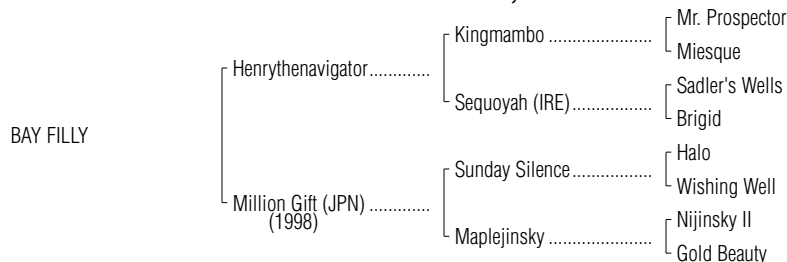 Mr. Prospector
Kingmambo ......................
Miesque
Henrythenavigator.............
Sadler's Wells
Sequoyah (IRE).................
Brigid
BAY FILLY
Halo
Sunday Silence.................
Wishing Well
Million Gift (JPN) .............
(1998)
Nijinsky II
Maplejinsky ......................
Gold Beauty